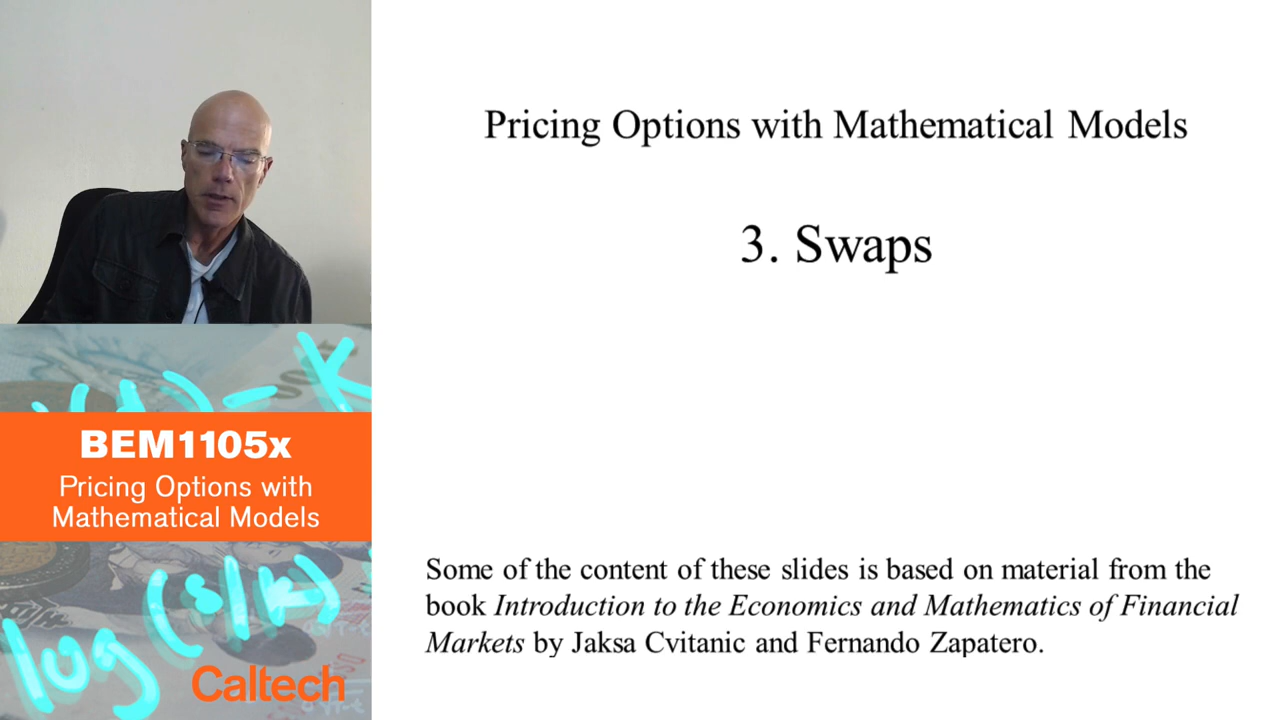 Pricing Options with Mathematical Models
3. Swaps
Some of the content of these slides is based on material from the
book Introduction to the Economics and Mathematics of Financial
Markets by Jaksa Cvitanic and Fernando Zapatero.
BEM1105x
Pricing Options with
Mathematical Models
log(s/k)
Caltech